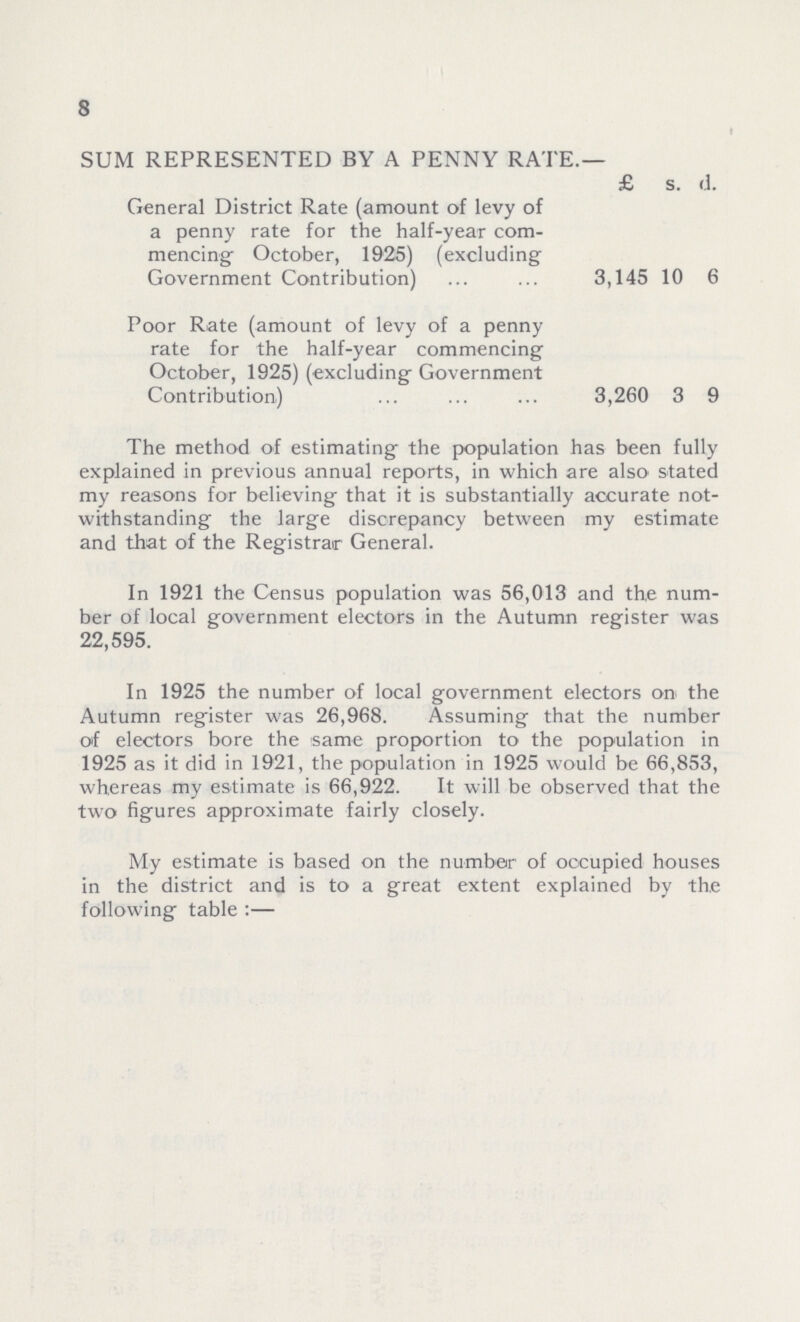 8
SUM REPRESENTED BY A PENNY RATE.—
£ s. d.
General District Rate (amount of levy of
a penny rate for the half-year com-
mencing October, 1925) (excluding
Government Contribution) ... ... 3,145 10 6
Poor Rate (amount of levy of a penny
rate for the half-year commencing
October, 1925) (excluding Government
Contribution) ... ... ... 3,260 3 9
The method of estimating the population has been fully
explained in previous annual reports, in which are also stated
my reasons for believing that it is substantially accurate not-
withstanding the large discrepancy between my estimate
and that of the Registrar General.
In 1921 the Census population was 56,013 and the num-
ber of local government electors in the Autumn register was
22,595.
In 1925 the number of local government electors on the
Autumn register was 26,968. Assuming that the number
of electors bore the same proportion to the population in
1925 as it did in 1921, the population in 1925 would be 66,853,
whereas my estimate is 66,922. It will be observed that the
two figures approximate fairly closely.
My estimate is based on the number of occupied houses
in the district and is to a great extent explained by the
following table :—